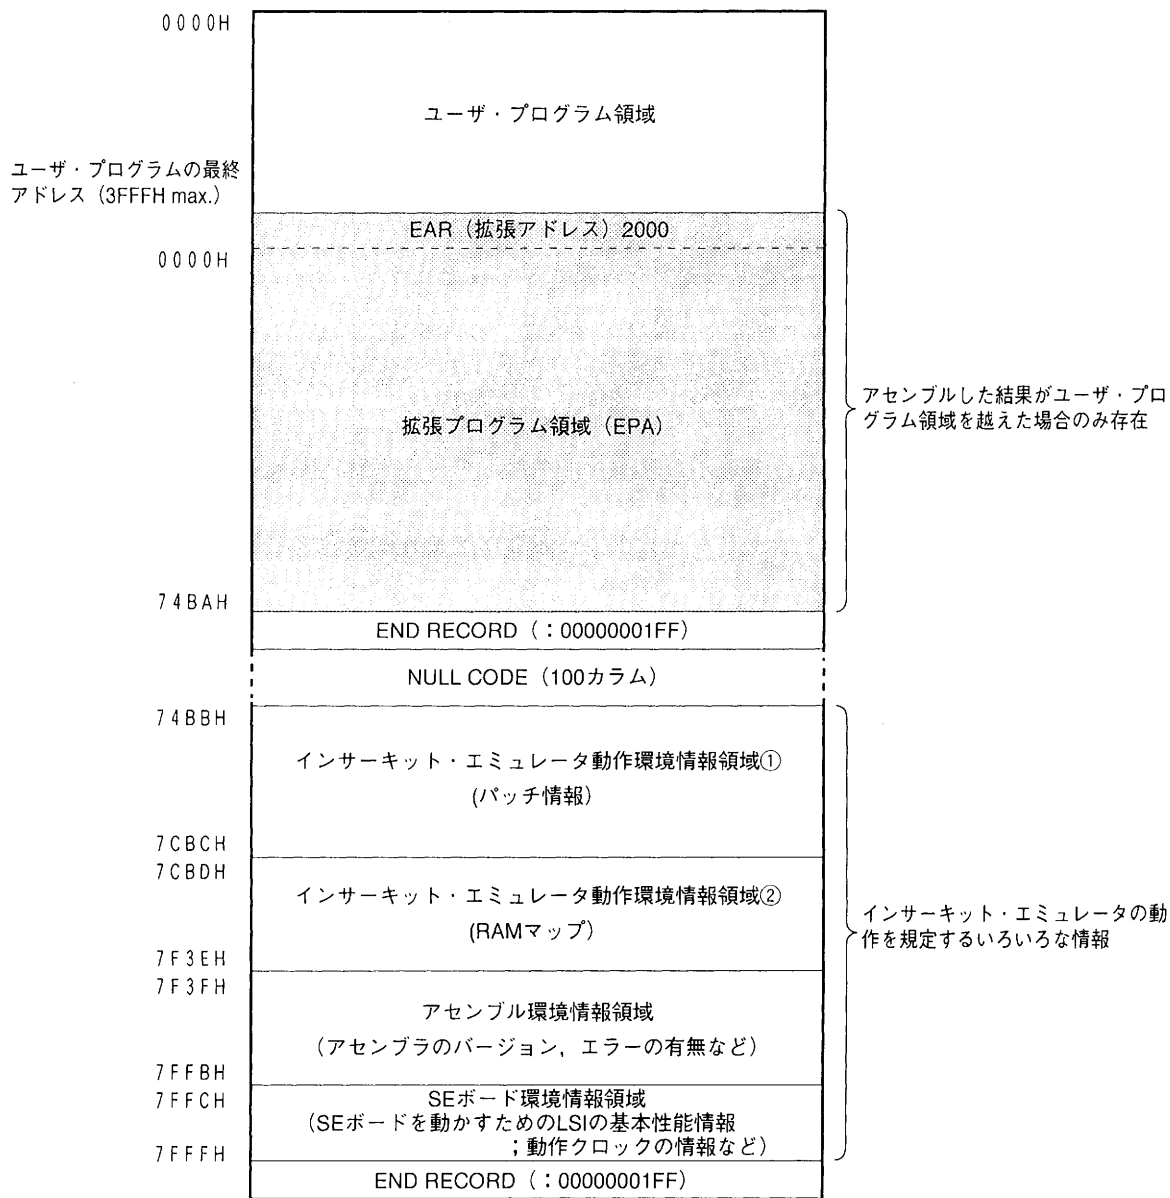 0000H
ユーザ・プログラム領域
ユーザ・プログラムの最終
アドレス（3FFFH max.）
EAR（拡張アドレス）2000
0000H
拡張プログラム領域（EPA）
アセンブルした結果がユーザ・プロ
グラム領域を越えた場合のみ存在
74BAH
END RECORD（：00000001FF）
NULL CODE（100カラム）
74BBH
インサーキット・エミュレータ動作環境情報領域①
(パッチ情報）
7CBCH
7CBDH
インサーキット・エミュレータ動作環境情報領域②
(RAMマップ）
インサーキット・エミュレータの動
作を規定するいろいろな情報
7F3EH
7F3FH
アセンブル環境情報領域
（アセンブラのバージョン，エラーの有無など）
7FFBH
7FFCH
SEボード環境情報領域
（SEボードを動かすためのLSIの基本性能情報
；動作クロックの情報など）
7FFFH
END RECORD（：00000001FF）